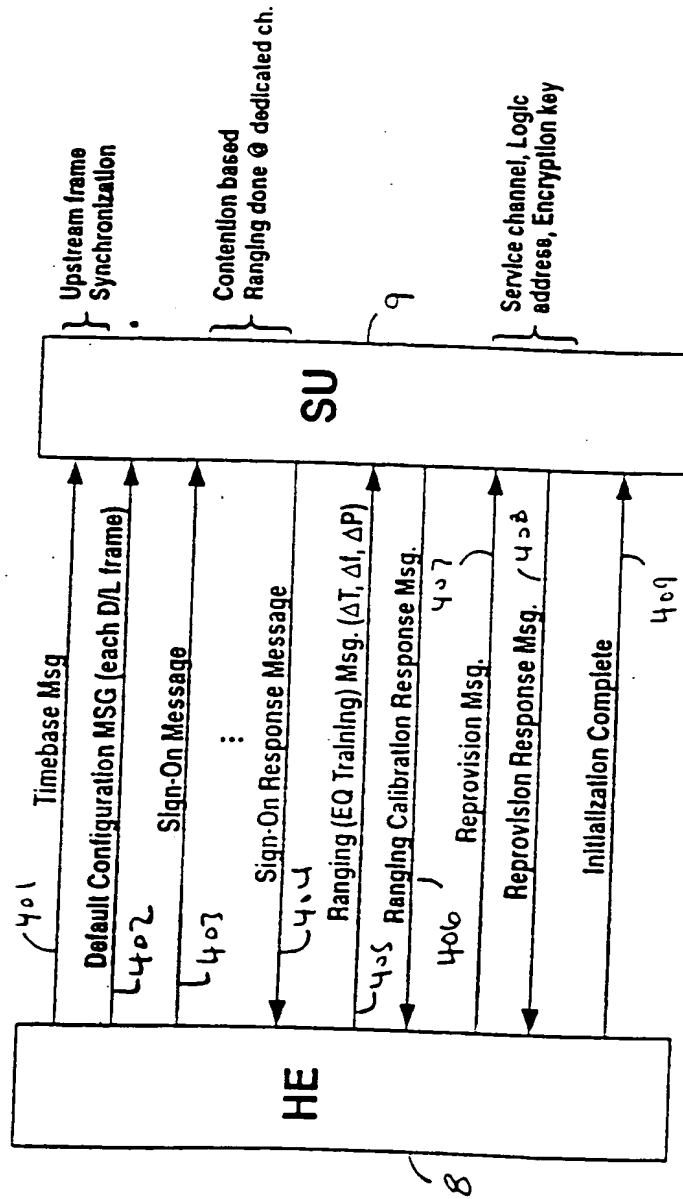 HE
8
SU
9
401
Timebase Msg
Default Configuration MSG (each D/L frame)
402
Sign-On Message
403
Sign-On Response Message
404
Ranging (EQ Training) Msg. (ΔT, Δf, ΔP)
405
Ranging Calibration Response Msg.
406
407
Reprovision Msg.
Reprovision Response Msg.
408
Initialization Complete
409
Upstream frame
Synchronization
Contention based
Ranging done @ dedicated ch.
Service channel, Logic
address, Encryption key